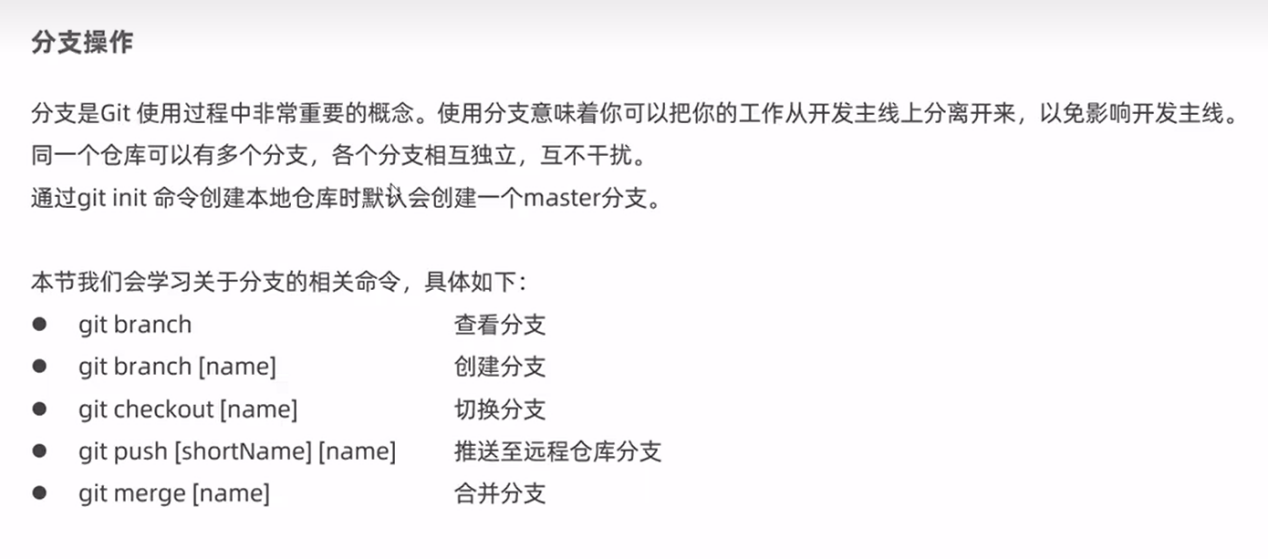 分支操作
分支是Git 使用过程中非常重要的概念。使用分支意味着你可以把你的工作从开发主线上分离开来，以免影响开发主线。
同一个仓库可以有多个分支，各个分支相互独立，互不干扰。
通过git init 命令创建本地仓库时默认会创建一个master分支。
本节我们会学习关于分支的相关命令，具体如下：
● git branch 查看分支
● git branch [name] 创建分支
● git checkout [name] 切换分支
● git push [shortName] [name] 推送至远程仓库分支
● git merge [name] 合并分支